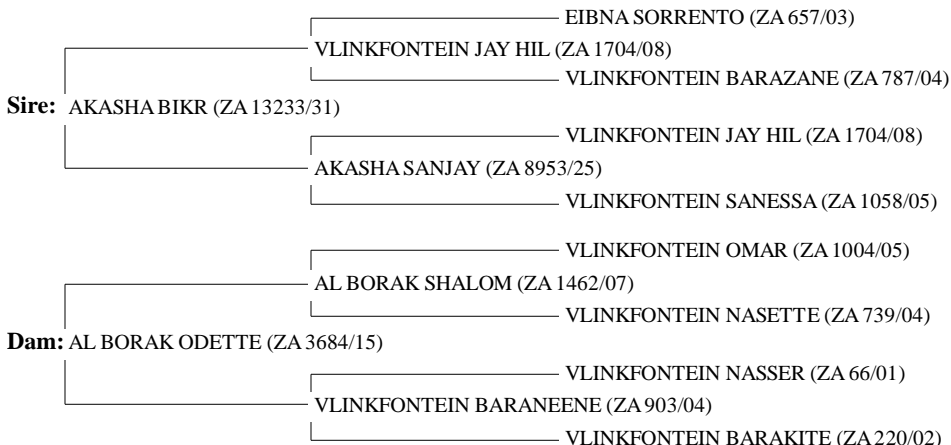 EIBNA SORRENTO (ZA 657/03)
VLINKFONTEIN JAY HIL (ZA 1704/08)
VLINKFONTEIN BARAZANE (ZA 787/04)
Sire: AKASHA BIKR (ZA 13233/31)
VLINKFONTEIN JAY HIL (ZA 1704/08)
AKASHA SANJAY (ZA 8953/25)
VLINKFONTEIN SANESSA (ZA 1058/05)
VLINKFONTEIN OMAR (ZA 1004/05)
AL BORAK SHALOM (ZA 1462/07)
VLINKFONTEIN NASETTE (ZA 739/04)
Dam: AL BORAK ODETTE (ZA 3684/15)
VLINKFONTEIN NASSER (ZA 66/01)
VLINKFONTEIN BARANEENE (ZA 903/04)
VLINKFONTEIN BARAKITE (ZA 220/02)